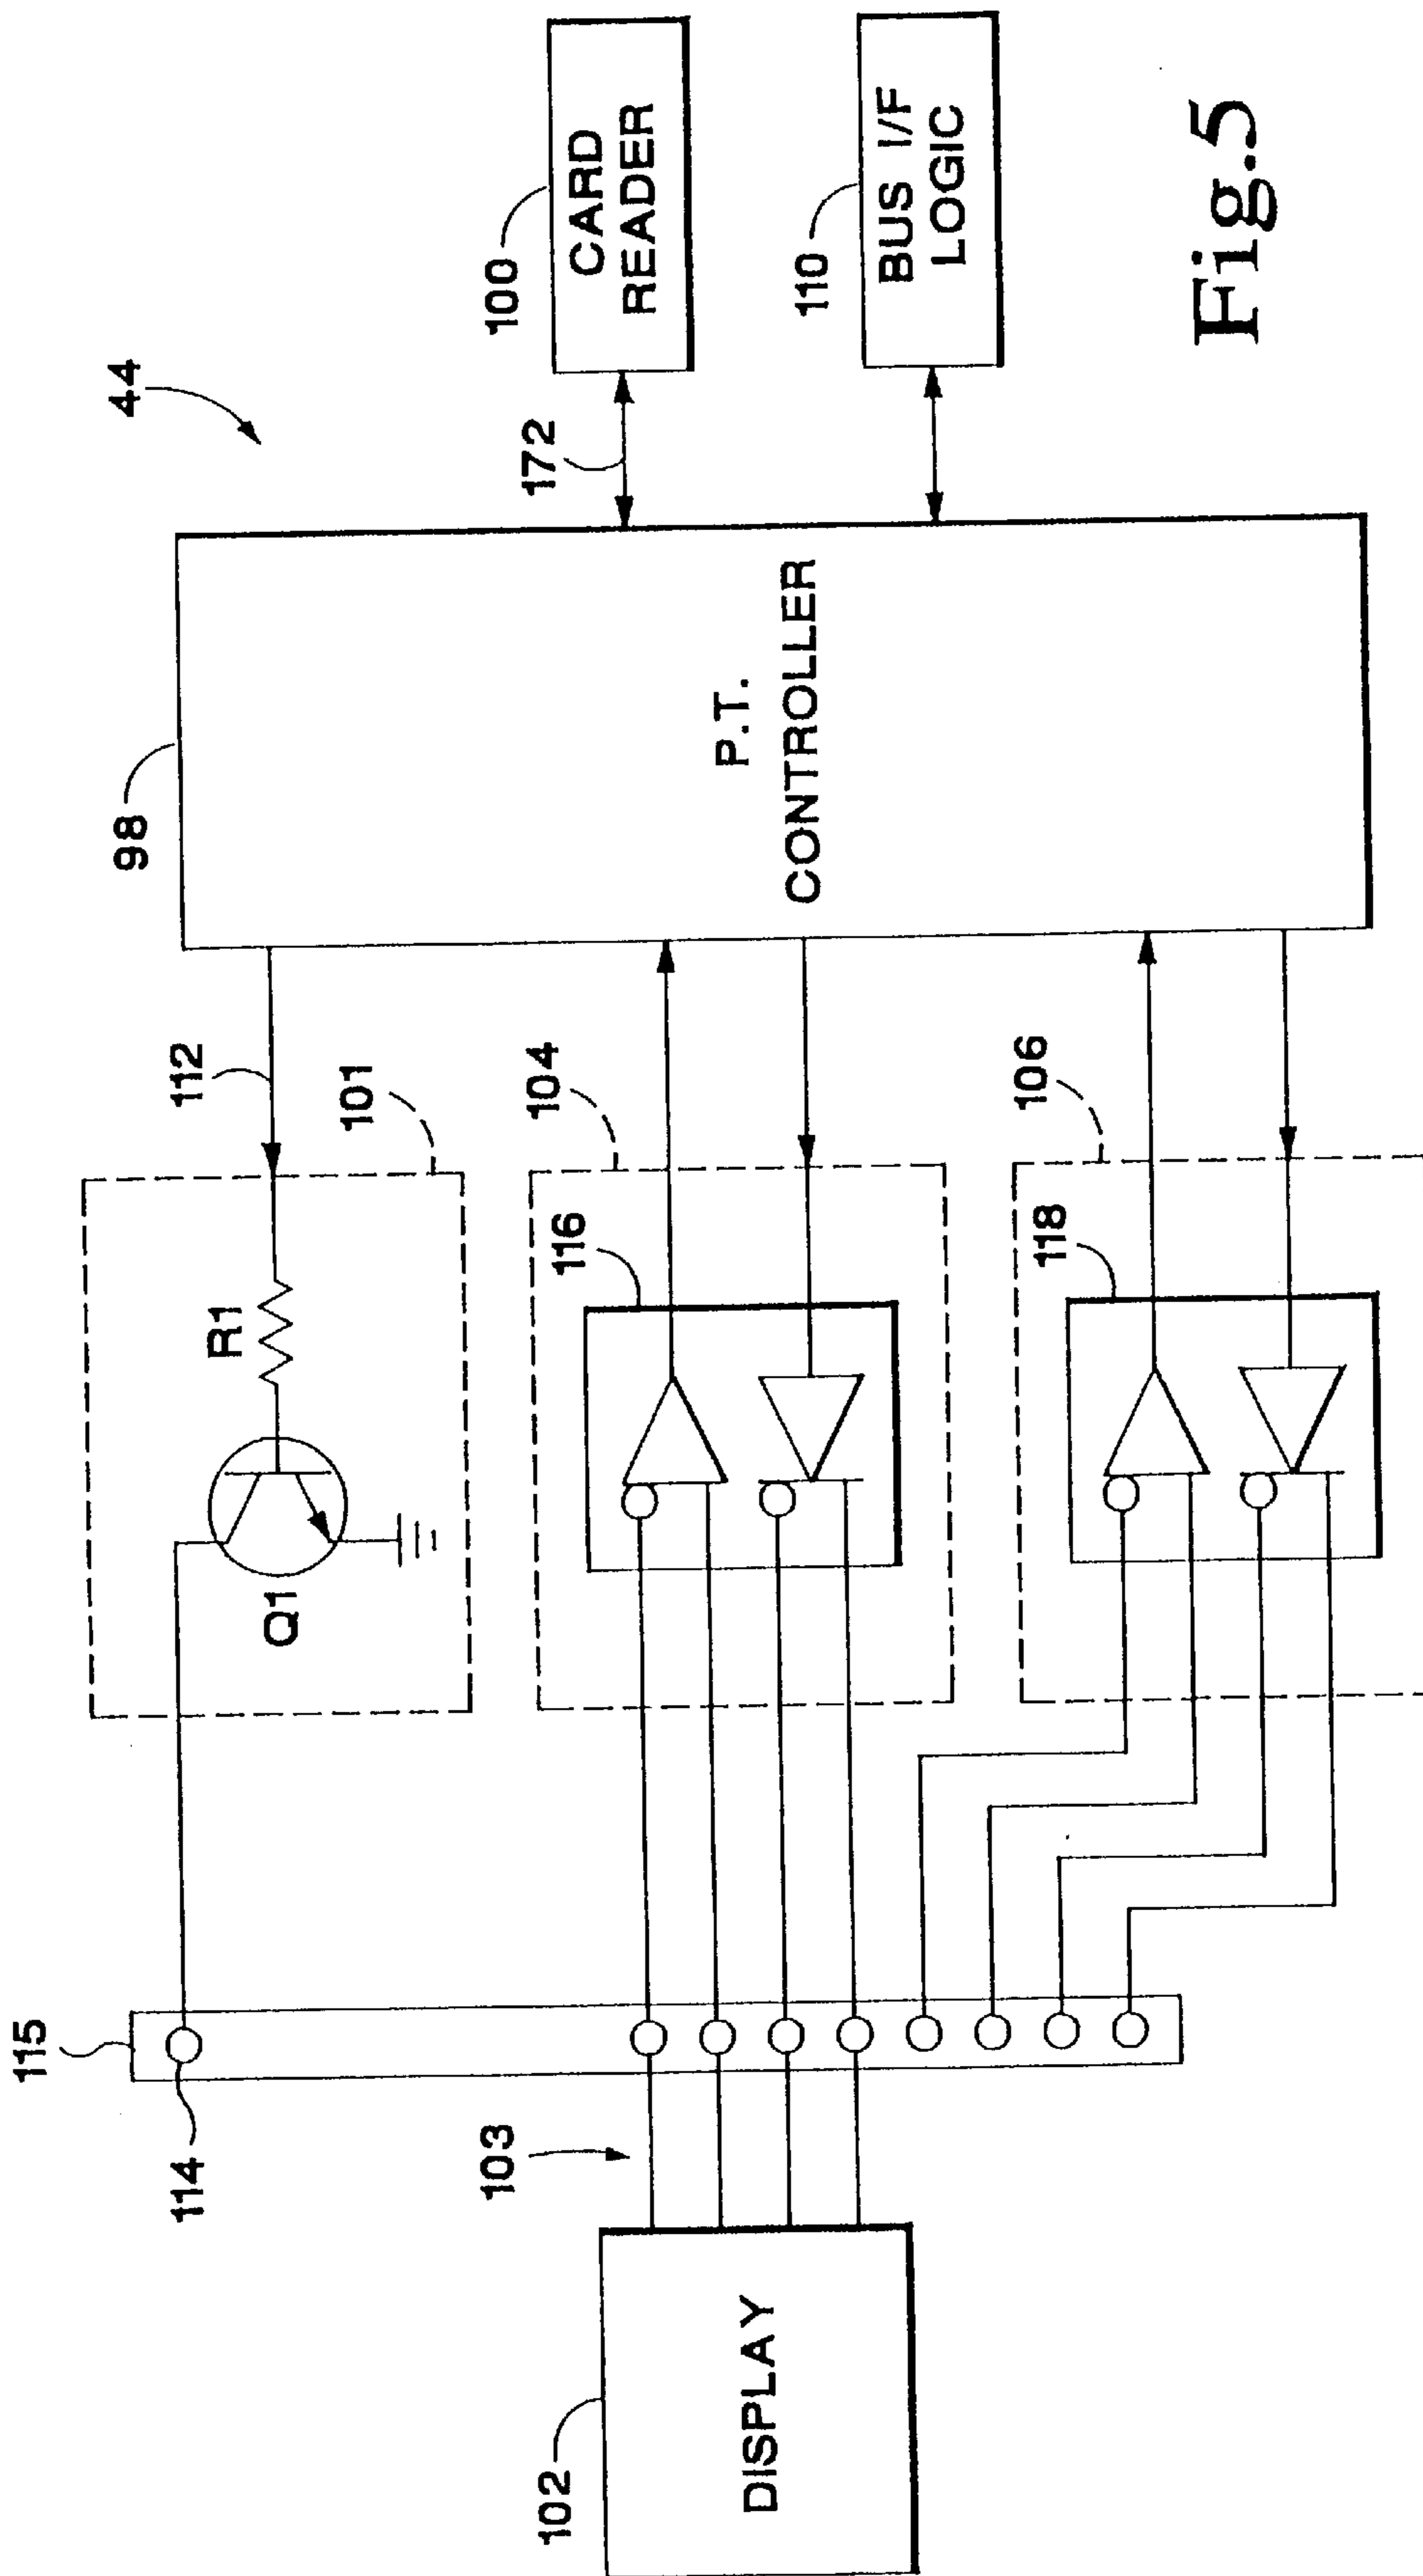 44
98
112
101
R1
Q1
115
114
172
100
CARD
READER
104
116
103
102
DISPLAY
P.T.
CONTROLLER
110
BUS I/F
LOGIC
106
118
Fig.5